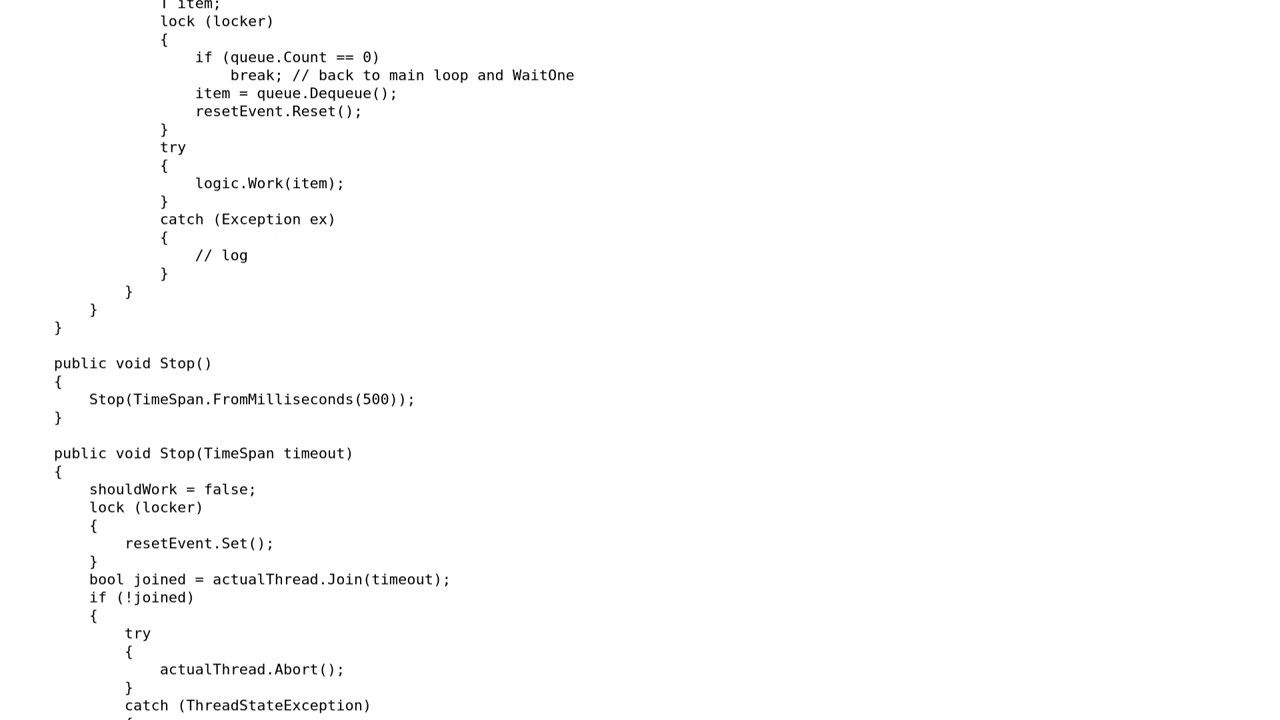 T item;
lock (locker)
{
if (queue.Count == 0)
break; // back to main loop and WaitOne
item = queue.Dequeue();
resetEvent.Reset();
}
try
{
logic.Work(item);
}
catch (Exception ex)
{
// log
}
}
}
}
public void Stop()
{
Stop(TimeSpan.FromMilliseconds(500));
}
public void Stop(TimeSpan timeout)
{
shouldWork = false;
lock (locker)
{
resetEvent.Set();
}
bool joined = actualThread.Join(timeout);
if (!joined)
{
try
{
actualThread.Abort();
}
catch (ThreadStateException)
{